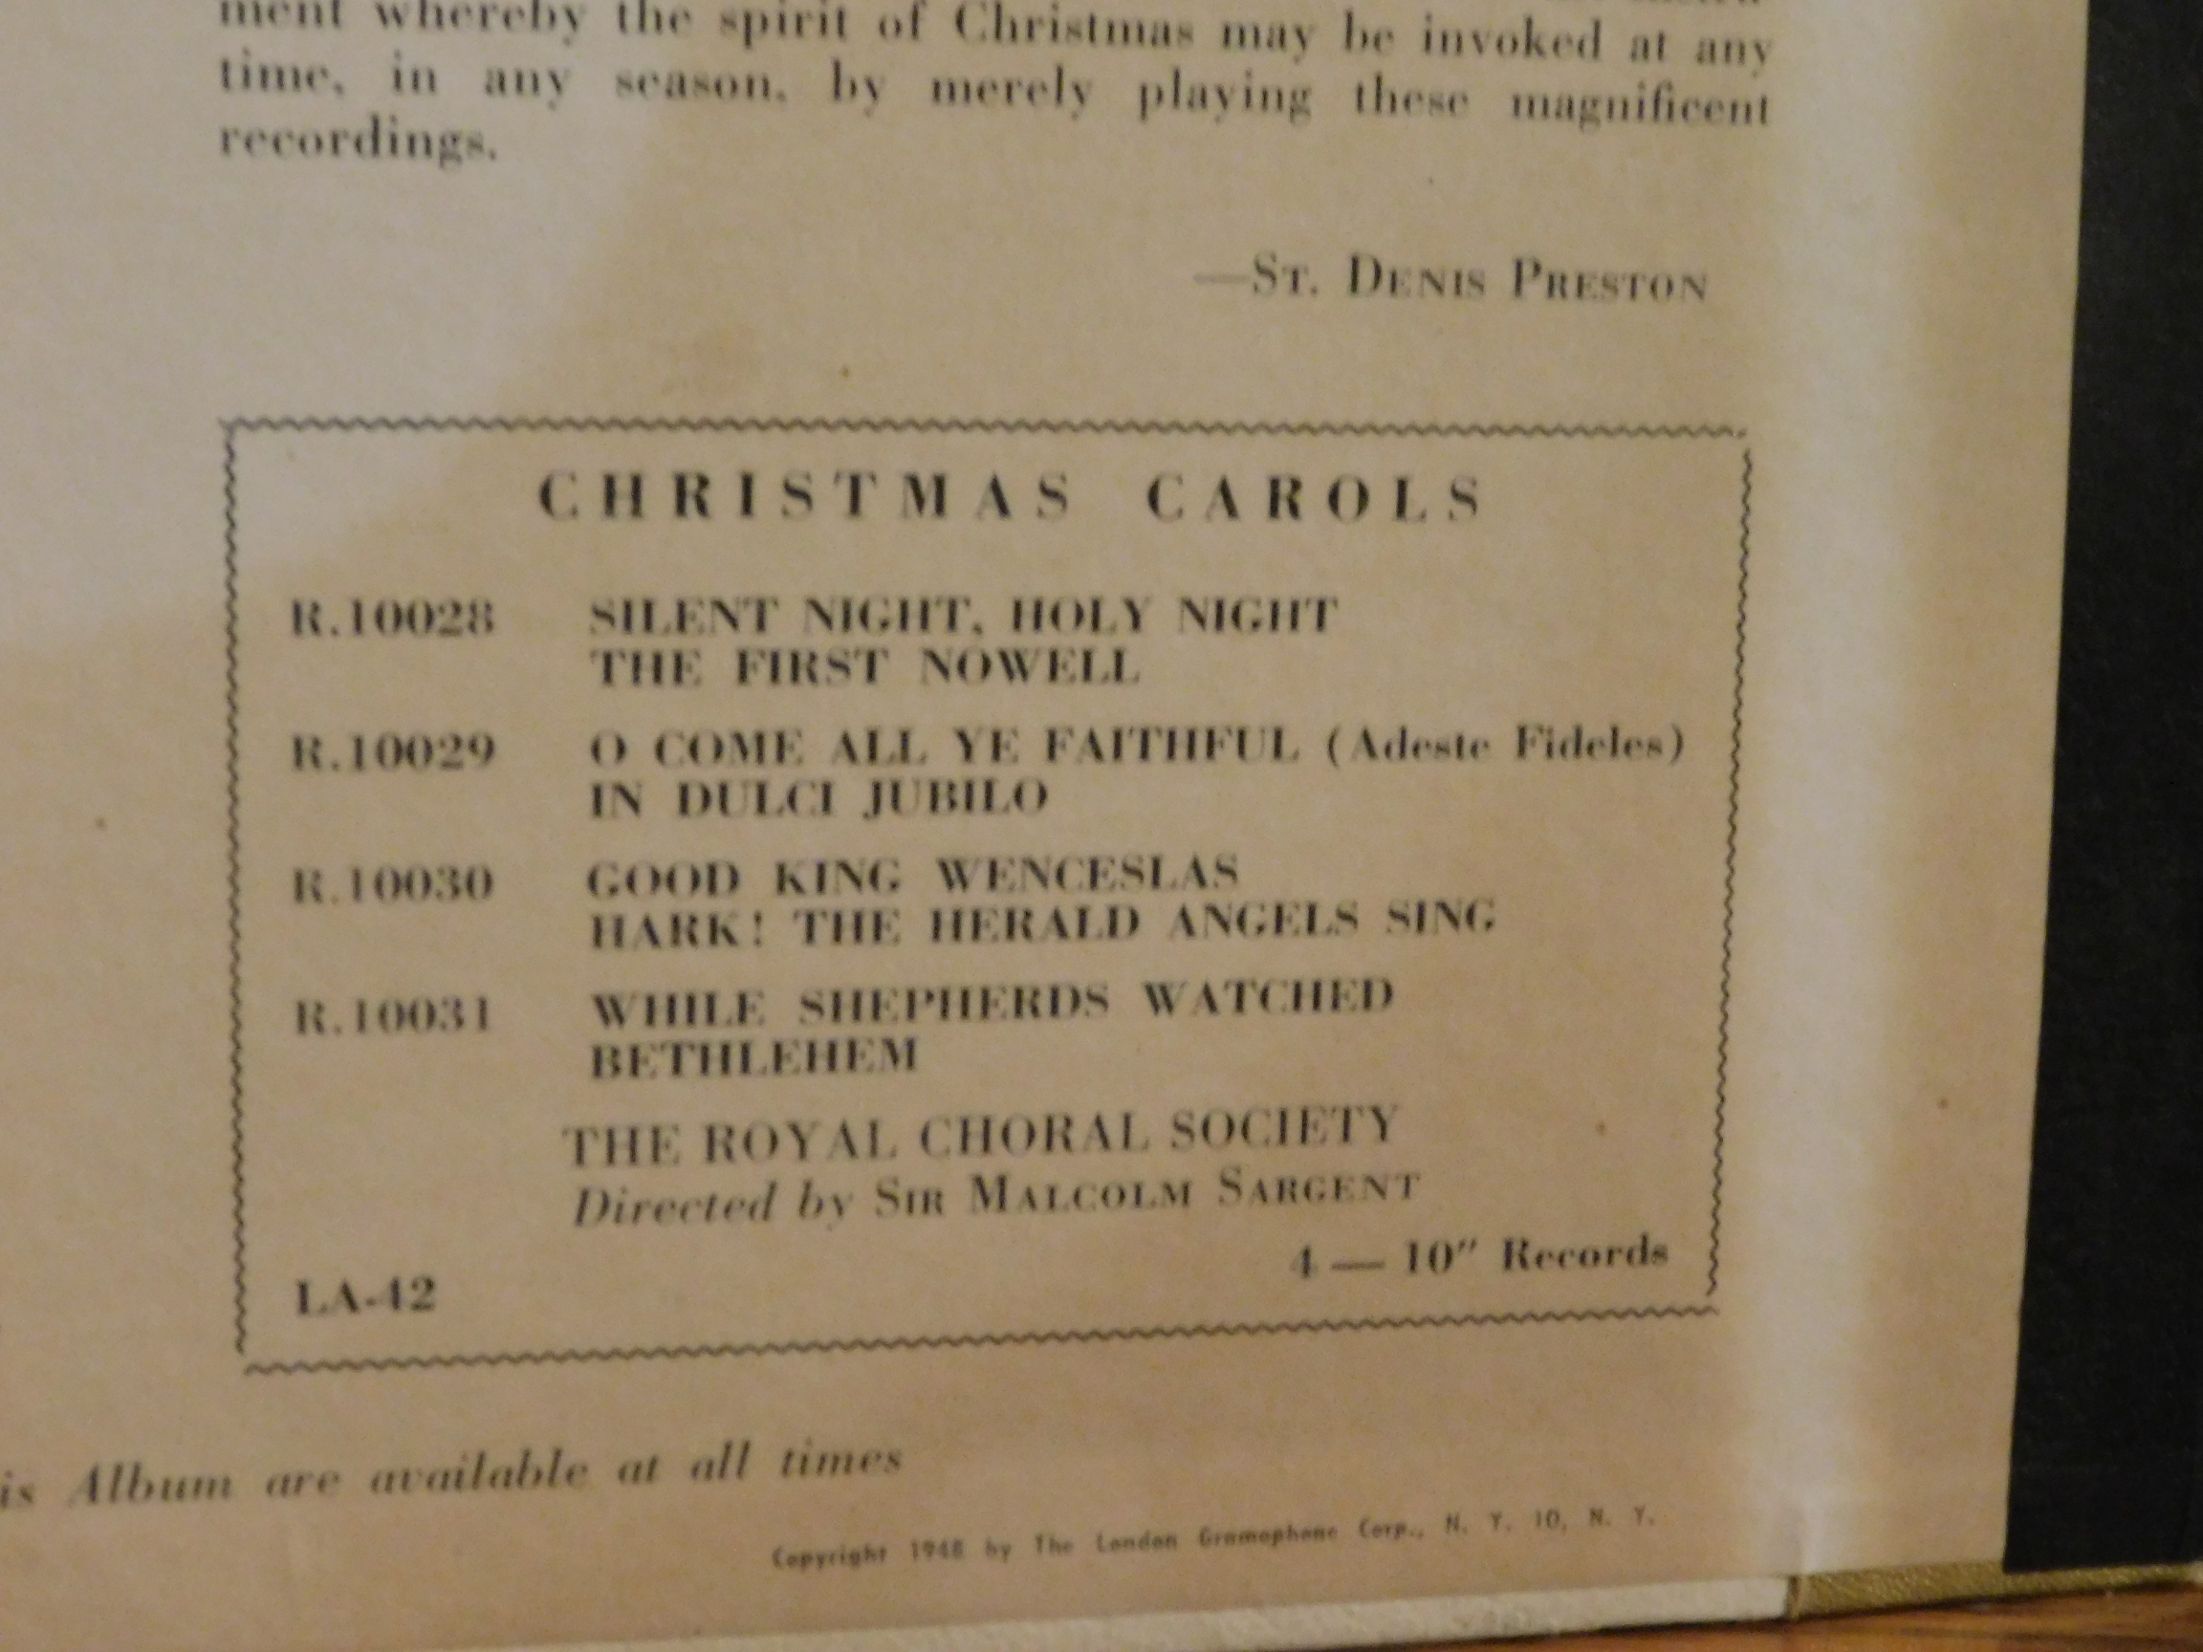 ment whereby the spirit of Christmas may be invoked at any
time, in any season, by merely playing these magnificent
recordings.
—ST. DENIS PRESTON
CHRISTMAS CAROLS
R.10028 SILENT NIGHT, HOLY NIGHT
THE FIRST NOWELL
R.10029 O COME ALL YE FAITHFUL (Adeste Fideles)
IN DULCI JUBILO
R.10030 GOOD KING WENCESLAS
HARK! THE HERALD ANGELS SING
R.10031 WHILE SHEPHERDS WATCHED
BETHLEHEM
THE ROYAL CHORAL SOCIETY
Directed by SIR MALCOLM SARGENT
4 — 10″ Records
LA-42
is Album are available at all times
Copyright 1948 by The London Gramophone Corp., N. Y. 10, N. Y.